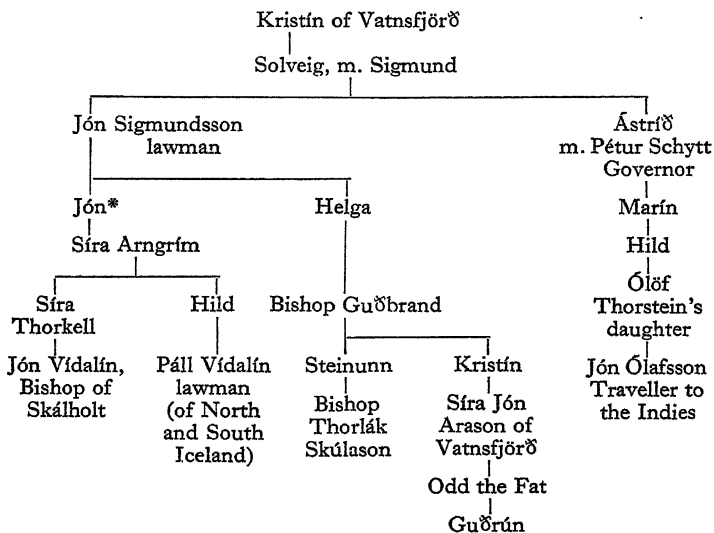 Kristín of Vatnsfjörð
Solveig, m. Sigmund
Jón Sigmundsson
lawman
Ástríð
m. Pétur Schytt
Governor
Jón*
Helga
Marín
Síra Arngrím
Hild
Síra
Thorkell
Hild
Bishop Guðbrand
Ólöf
Thorstein's
daughter
Jón Vídalín,
Bishop of
Skálholt
Páll Vídalín
lawman
(of North
and South
Iceland)
Steinunn
Kristín
Jón Ólafsson
Traveller to
the Indies
Bishop
Thorlák
Skúlason
Síra Jón
Arason of
Vatnsfjörð
Odd the Fat
Guðrún